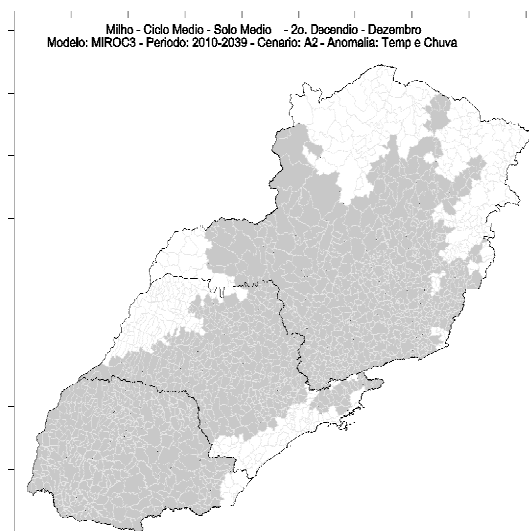 Milho - Ciclo Medio - Solo Medio - 2o. Decendio - Dezembro
Modelo: MIROC3 - Periodo: 2010-2039 - Cenario: A2 - Anomalia: Temp e Chuva